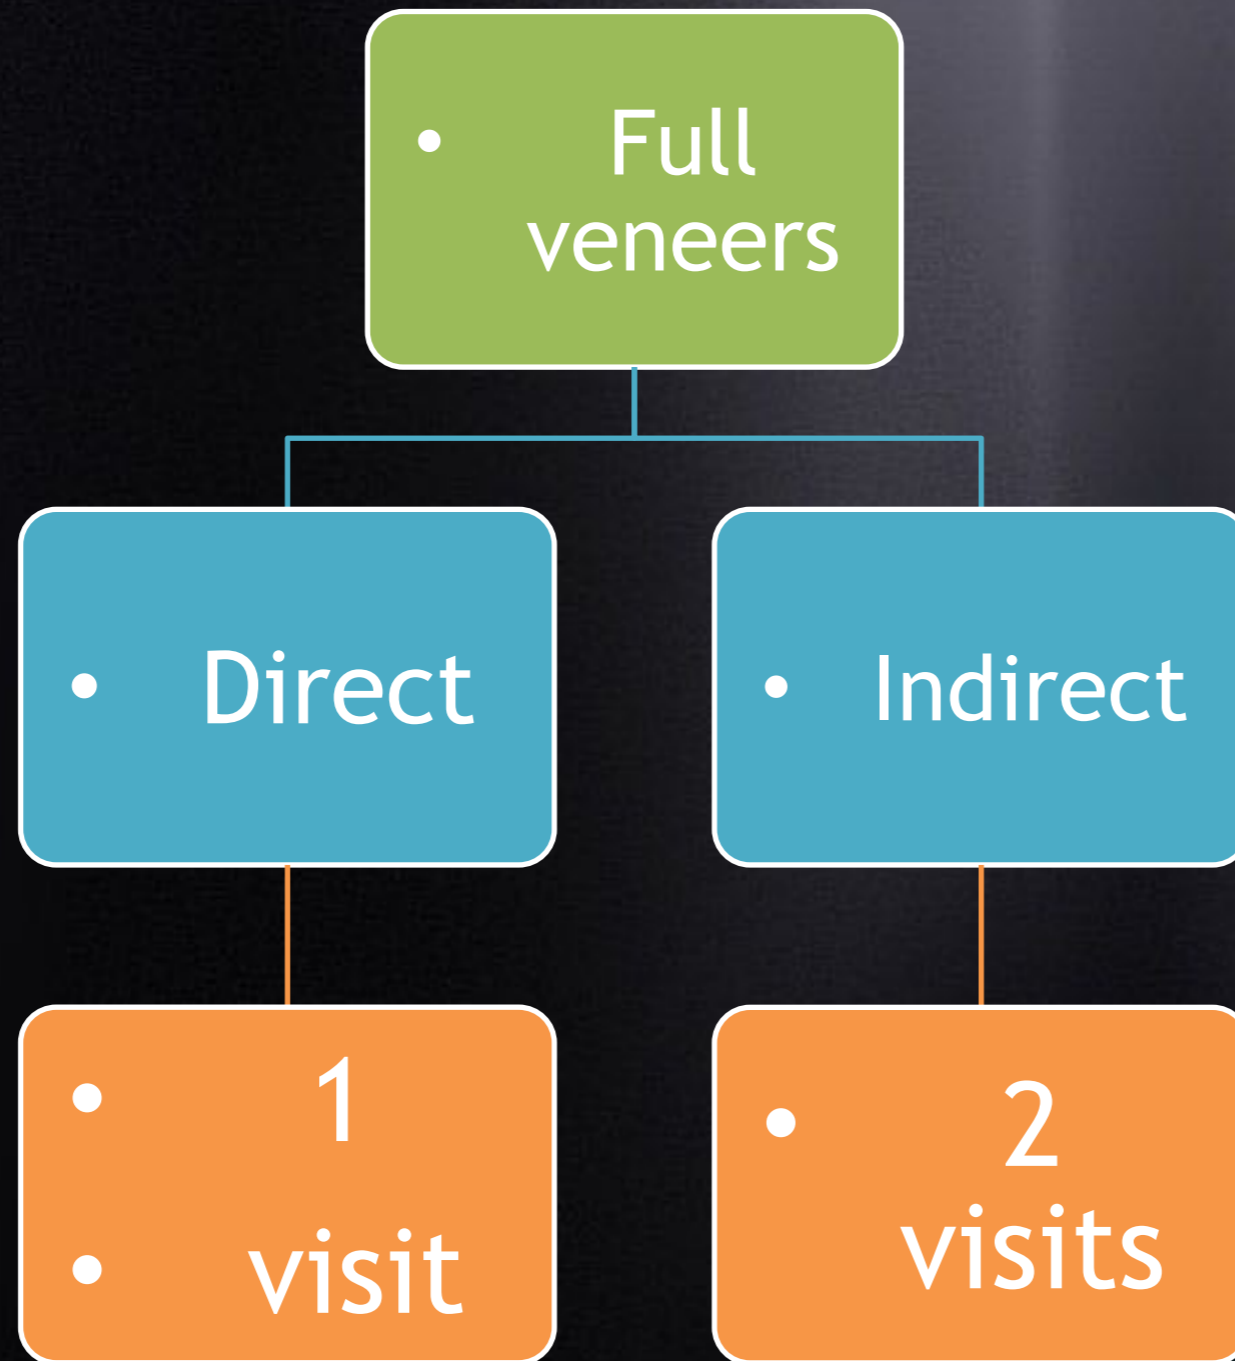 • Full
veneers
• Direct
• Indirect
• 1
• visit
• 2
visits